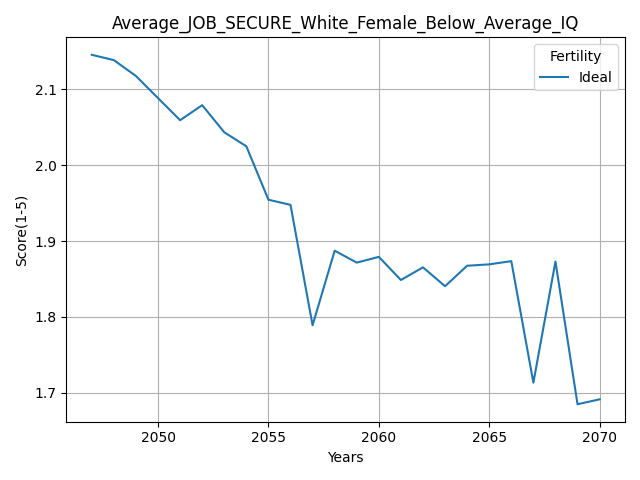 Average_JOB_SECURE_White_Female_Below_Average_IQ
Fertility
Ideal
Score(1-5)
2.1
2.0
1.9
1.8
1.7
2050 2055 2060 2065 2070
Years